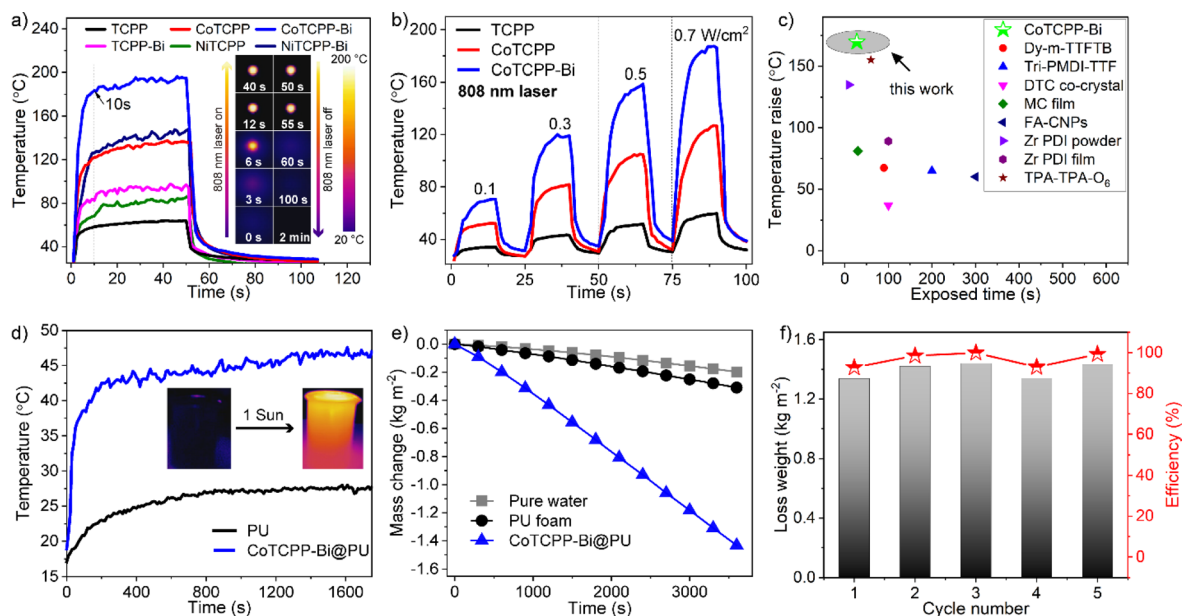 a)
TCPP CoTCPP CoTCPP-Bi
TCPP-Bi NiTCPP NiTCPP-Bi
Temperature (°C)
200
160
120
80
40
10s
808 nm laser on
40 s 50 s
12 s 55 s
6 s 60 s
3 s 100 s
0 s 2 min
808 nm laser off
200 °C
20 °C
0 20 40 60 80 100 120
Time (s)
b)
TCPP
CoTCPP
CoTCPP-Bi
808 nm laser
0.7 W/cm²
0.5
0.3
0.1
Temperature (°C)
200
160
120
80
40
0 25 50 75 100
Time (s)
c)
CoTCPP-Bi
Dy-m-TTFTB
Tri-PMDI-TTF
DTC co-crystal
MC film
FA-CNPs
Zr PDI powder
Zr PDI film
TPA-TPA-O₆
this work
Temperature raise (°C)
150
100
50
0
0 100 200 300 400 500 600
Exposed time (s)
d)
Temperature (°C)
50
45
40
35
30
25
20
15
1 Sun
PU
CoTCPP-Bi@PU
0 400 800 1200 1600
Time (s)
e)
Mass change (kg m⁻²)
0.0
-0.2
-0.4
-0.6
-0.8
-1.0
-1.2
-1.4
-1.6
Pure water
PU foam
CoTCPP-Bi@PU
0 1000 2000 3000
Time (s)
f)
Loss weight (kg m⁻²)
1.6
1.2
0.8
0.4
0.0
Efficiency (%)
100
80
60
40
20
0
1 2 3 4 5
Cycle number